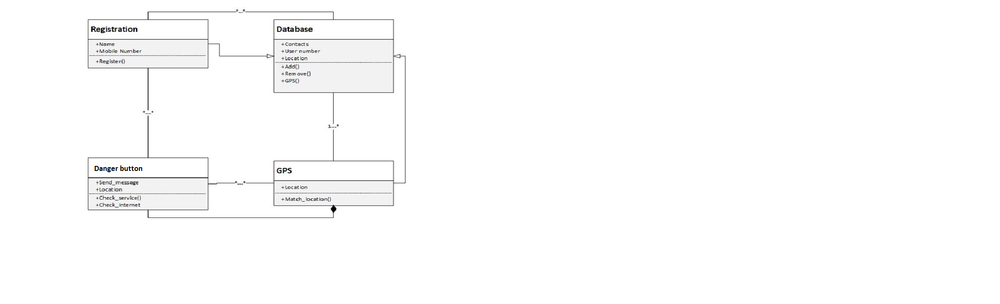 *...*
Registration
+Name
+Mobile Number
+Register()
Database
+Contacts
+User number
+Location
+Add()
+Remove()
+GPS()
*....*
1....*
Danger button
+Send_message
+Location
+Check_service()
+Check_internet
*....*
GPS
+Location
+Match_location()